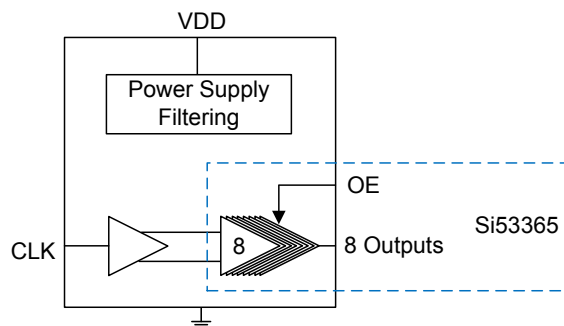 VDD
Power Supply
Filtering
OE
Si53365
CLK
8
8 Outputs